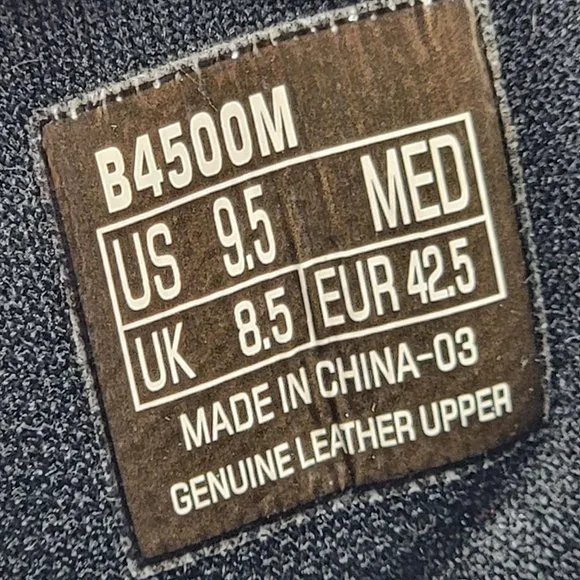 B4500M
US 9.5 MED
UK 8.5 EUR 42.5
MADE IN CHINA-03
GENUINE LEATHER UPPER